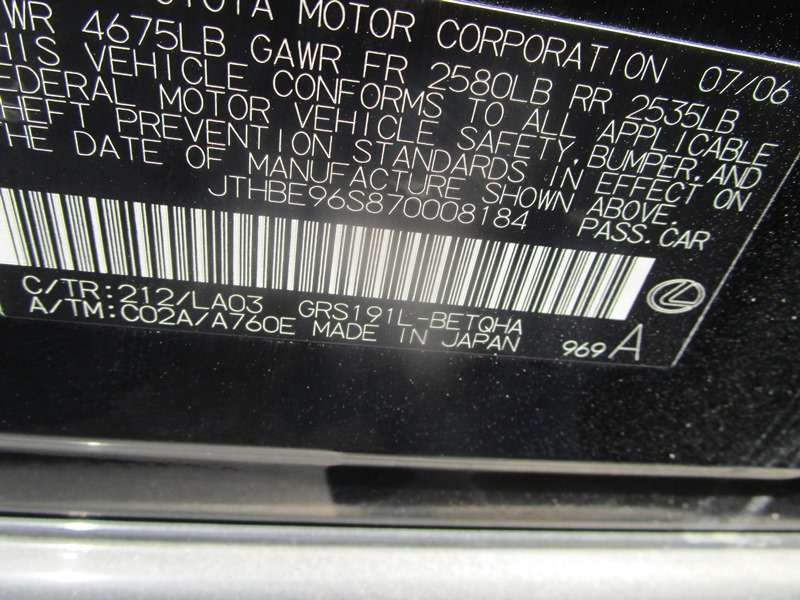 TOYOTA MOTOR CORPORATION 07/06
WR 4675LB GAWR FR 2580LB RR 2535LB
HIS VEHICLE CONFORMS TO ALL APPLICABLE
EDERAL MOTOR VEHICLE SAFETY, BUMPER, AND
HEFT PREVENTION STANDARDS IN EFFECT ON
THE DATE OF MANUFACTURE SHOWN ABOVE.
JTHBE96S870008184 PASS.CAR
C/TR:212/LA03 GRS191L-BETQHA
A/TM:C02A/A760E MADE IN JAPAN 969A